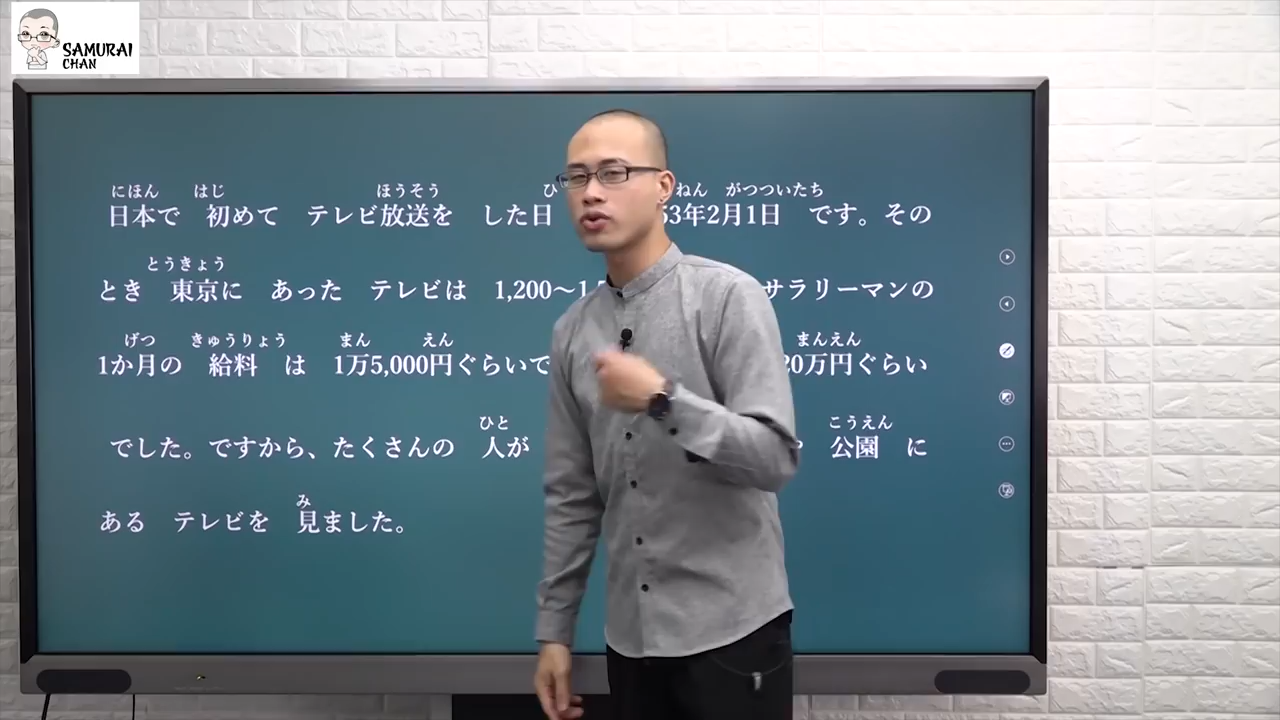 SAMURAI
CHAN
にほん はじ ほうそう ひ ねん がつついたち
日本で 初めて テレビ放送を した日 53年2月1日 です。その
とうきょう
とき 東京に あった テレビは 1,200〜1, サラリーマンの
げつ きゅうりょう まん えん まんえん
1か月の 給料 は 1万5,000円ぐらいで 20万円ぐらい
ひと こうえん
でした。ですから、たくさんの 人が 公園 に
み
ある テレビを 見ました。